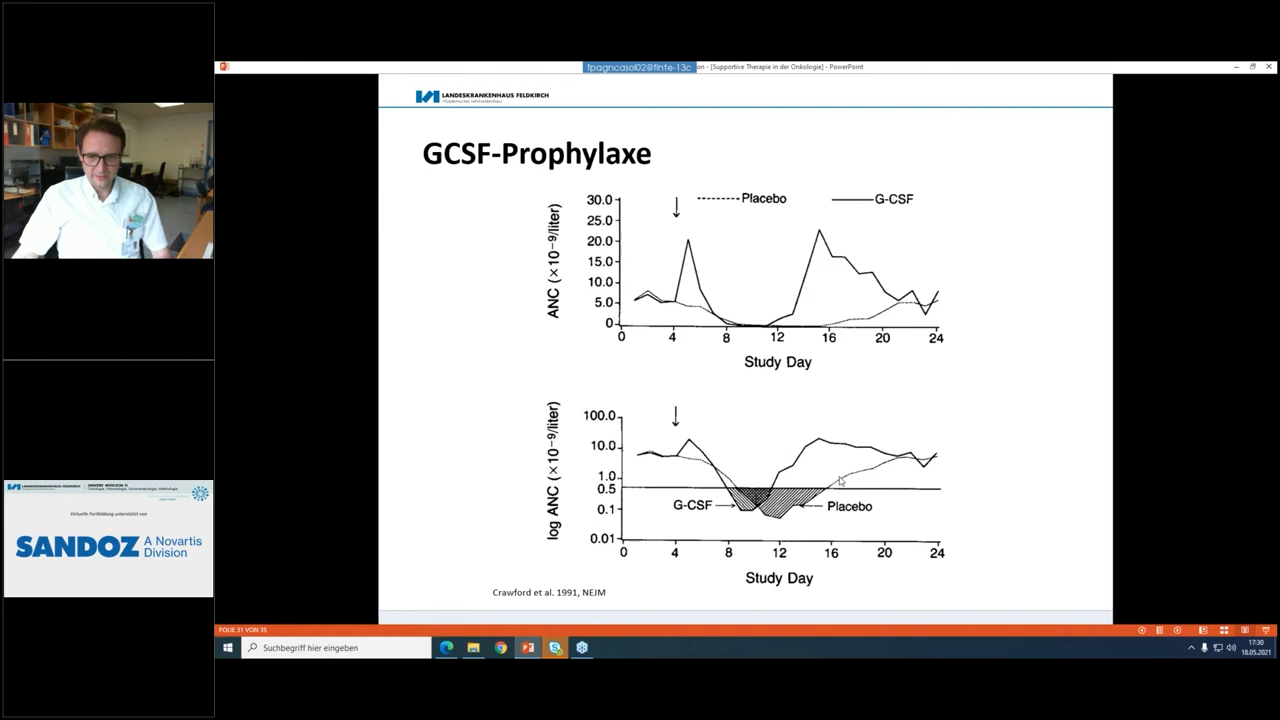 fpagncasol02@finte-13c on - [Supportive Therapie in der Onkologie] - PowerPoint
LANDESKRANKENHAUS FELDKIRCH
GCSF-Prophylaxe
Placebo
G-CSF
ANC (×10⁻⁹/liter)
30.0
25.0
20.0
15.0
10.0
5.0
0
0 4 8 12 16 20 24
Study Day
log ANC (×10⁻⁹/liter)
100.0
10.0
1.0
0.5
0.1
0.01
G-CSF
Placebo
0 4 8 12 16 20 24
Study Day
Crawford et al. 1991, NEJM
LANDESKRANKENHAUS FELDKIRCH
INNERE MEDIZIN II
Virtuelle Fortbildung unterstützt von
SANDOZ A Novartis
Division
FOLIE 31 VON 35
Suchbegriff hier eingeben
17:30
18.05.2021